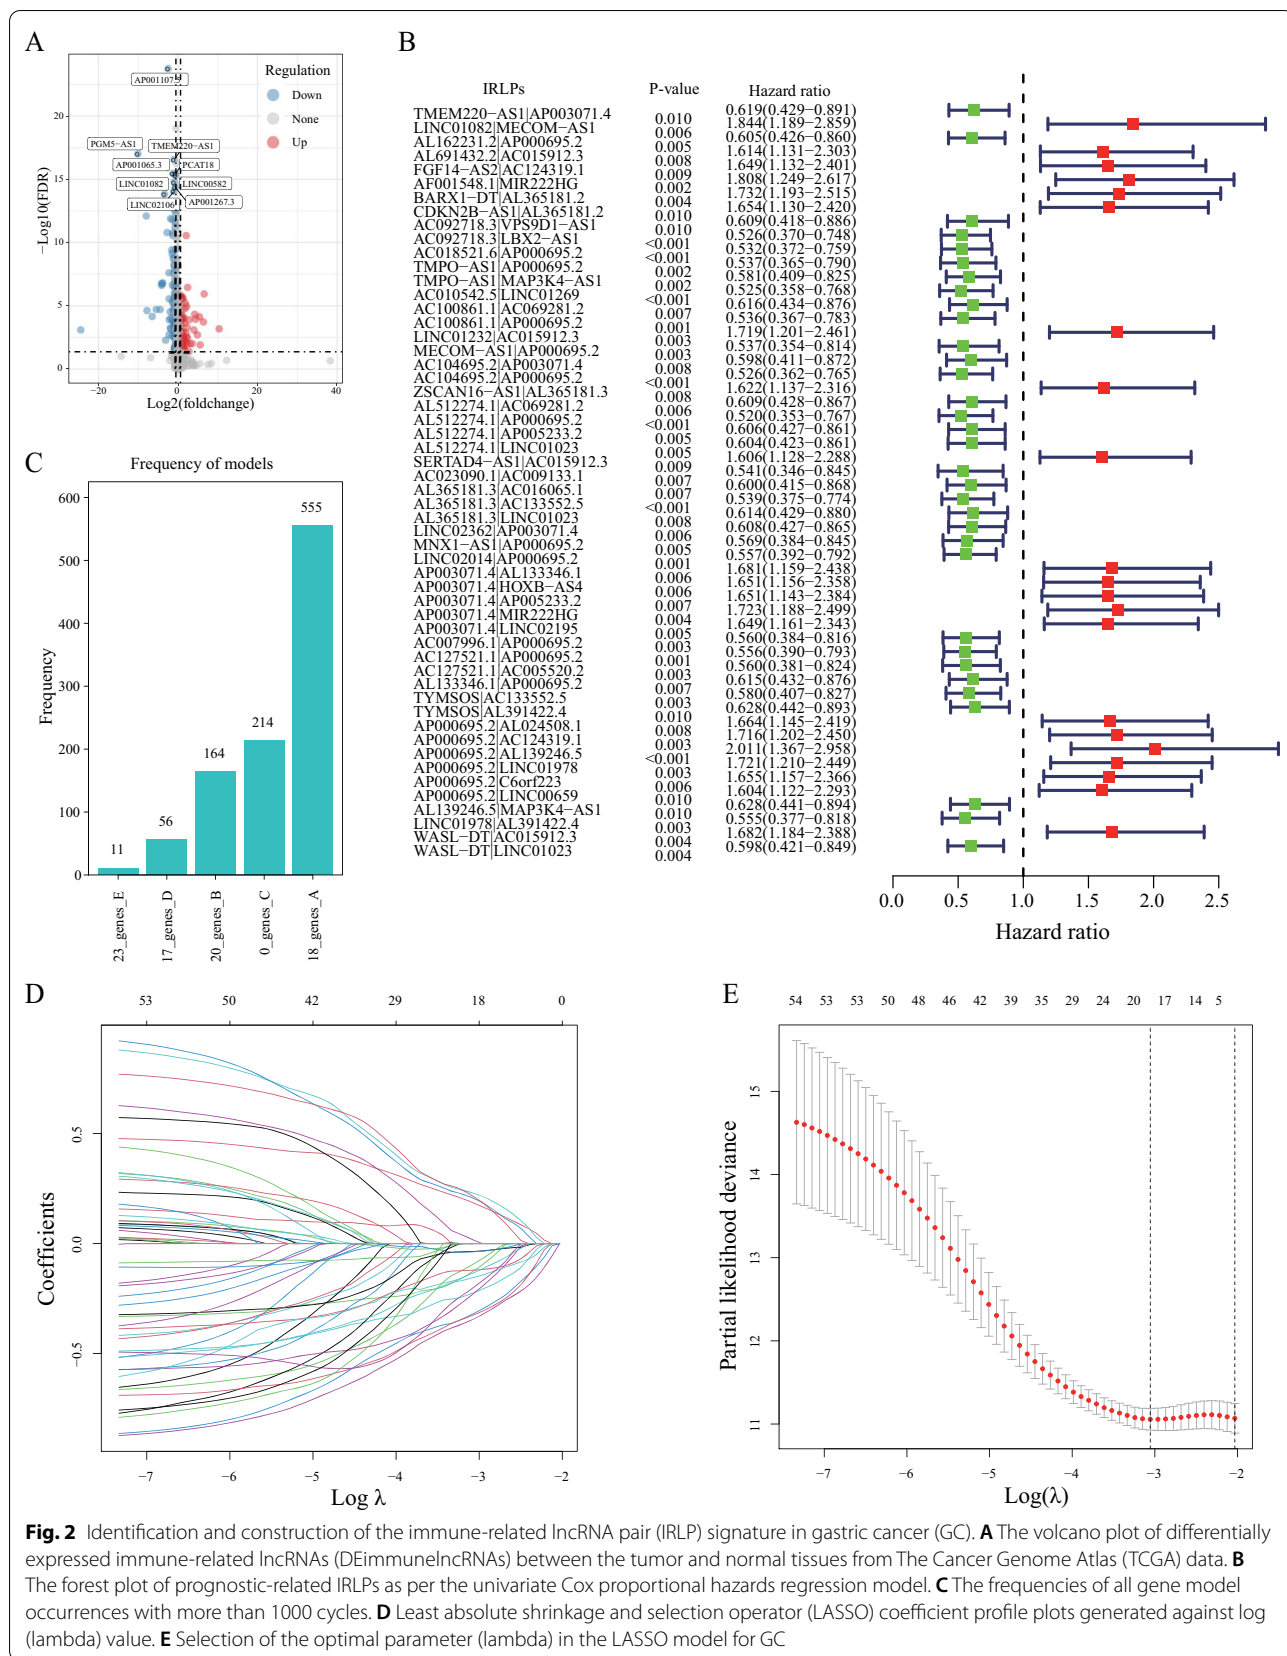 A
AP001107.5
PGM5−AS1
TMEM220−AS1
AP001065.3
PCAT18
LINC01082
LINC00582
LINC02106
AP001267.3
Regulation
Down
None
Up
−Log10(FDR)
20
15
10
5
0
−20
0
20
40
Log2(foldchange)
B
IRLPs
P-value
Hazard ratio
TMEM220−AS1|AP003071.4 0.010 0.619(0.429−0.891)
LINC01082|MECOM−AS1 0.006 1.844(1.189−2.859)
AL162231.2|AP003071.4 0.005 0.605(0.426−0.860)
AL691432.2|AC015912.3 0.008 1.614(1.131−2.303)
FGF14−AS2|AC124319.1 0.009 1.649(1.132−2.401)
AF001548.1|MIR222HG 0.002 1.808(1.249−2.617)
BARX1−DT|AL365181.2 0.004 1.732(1.193−2.515)
CDKN2B−AS1|AL365181.2 0.010 1.654(1.130−2.420)
AC092718.3|VPS9D1−AS1 0.010 0.609(0.418−0.886)
AC092718.3|LBX2−AS1 <0.001 0.526(0.370−0.748)
AC018521.6|AP000695.2 <0.001 0.532(0.372−0.759)
TMPO−AS1|AP000695.2 0.002 0.537(0.365−0.790)
TMPO−AS1|MAP3K4−AS1 0.002 0.581(0.409−0.825)
AC010542.5|LINC01269 <0.001 0.525(0.358−0.768)
AC100861.1|AC069281.2 0.007 0.616(0.434−0.876)
AC100861.1|AP000695.2 0.001 0.536(0.367−0.783)
LINC01232|AC015912.3 0.003 1.719(1.201−2.461)
MECOM−AS1|AP000695.2 0.003 0.537(0.354−0.814)
AC104695.2|AP003071.4 0.008 0.598(0.411−0.872)
AC104695.2|AP000695.2 <0.001 0.526(0.362−0.765)
ZSCAN16−AS1|AL365181.3 0.008 1.622(1.137−2.316)
AL512274.1|AC069281.2 0.006 0.609(0.428−0.867)
AL512274.1|AP000695.2 <0.001 0.520(0.353−0.767)
AL512274.1|AP005233.2 0.005 0.606(0.427−0.861)
AL512274.1|LINC01023 0.005 0.604(0.423−0.861)
SERTAD4−AS1|AC015912.3 0.009 1.606(1.128−2.288)
AC023090.1|AC009133.1 0.007 0.541(0.346−0.845)
AL365181.3|AC016065.1 0.007 0.600(0.415−0.868)
AL365181.3|AC133552.5 <0.001 0.539(0.375−0.774)
AL365181.3|LINC01023 0.008 0.614(0.429−0.880)
LINC02362|AP003071.4 0.006 0.608(0.427−0.865)
MNX1−AS1|AP000695.2 0.005 0.569(0.384−0.845)
LINC02014|AP000695.2 0.001 0.557(0.392−0.792)
AP003071.4|AL133346.1 0.006 1.681(1.159−2.438)
AP003071.4|HOXB−AS4 0.006 1.651(1.156−2.358)
AP003071.4|AP005233.2 0.007 1.651(1.143−2.384)
AP003071.4|MIR222HG 0.004 1.723(1.188−2.499)
AP003071.4|LINC02195 0.005 1.649(1.161−2.343)
AC007996.1|AP000695.2 0.003 0.560(0.384−0.816)
AC127521.1|AP000695.2 0.001 0.556(0.390−0.793)
AC127521.1|AC005520.2 0.003 0.560(0.381−0.824)
AL133346.1|AP000695.2 0.007 0.615(0.432−0.876)
TYMSOS|AC133552.5 0.003 0.580(0.407−0.827)
TYMSOS|AL391422.4 0.010 0.628(0.442−0.893)
AP000695.2|AL024508.1 0.008 1.664(1.145−2.419)
AP000695.2|AC124319.1 0.003 1.716(1.202−2.450)
AP000695.2|AL139246.5 <0.001 2.011(1.367−2.958)
AP000695.2|LINC01978 0.003 1.721(1.210−2.449)
AP000695.2|C6orf223 0.006 1.655(1.157−2.366)
AP000695.2|LINC00659 0.010 1.604(1.122−2.293)
AL139246.5|MAP3K4−AS1 0.010 0.628(0.441−0.894)
LINC01978|AL391422.4 0.003 0.555(0.377−0.818)
WASL−DT|AC015912.3 0.004 1.682(1.184−2.388)
WASL−DT|LINC01023 0.004 0.598(0.421−0.849)
0.0 0.5 1.0 1.5 2.0 2.5
Hazard ratio
C
Frequency of models
Frequency
600
500
400
300
200
100
0
11
56
164
214
555
23_genes_E
17_genes_D
20_genes_B
0_genes_C
18_genes_A
D
53 50 42 29 18 0
Coefficients
0.5
0.0
−0.5
−7 −6 −5 −4 −3 −2
Log λ
E
54 53 53 50 48 46 42 39 35 29 24 20 17 14 5
Partial likelihood deviance
15
14
13
12
11
−7 −6 −5 −4 −3 −2
Log(λ)
Fig. 2 Identification and construction of the immune-related lncRNA pair (IRLP) signature in gastric cancer (GC). A The volcano plot of differentially
expressed immune-related lncRNAs (DEimmunelncRNAs) between the tumor and normal tissues from The Cancer Genome Atlas (TCGA) data. B
The forest plot of prognostic-related IRLPs as per the univariate Cox proportional hazards regression model. C The frequencies of all gene model
occurrences with more than 1000 cycles. D Least absolute shrinkage and selection operator (LASSO) coefficient profile plots generated against log
(lambda) value. E Selection of the optimal parameter (lambda) in the LASSO model for GC